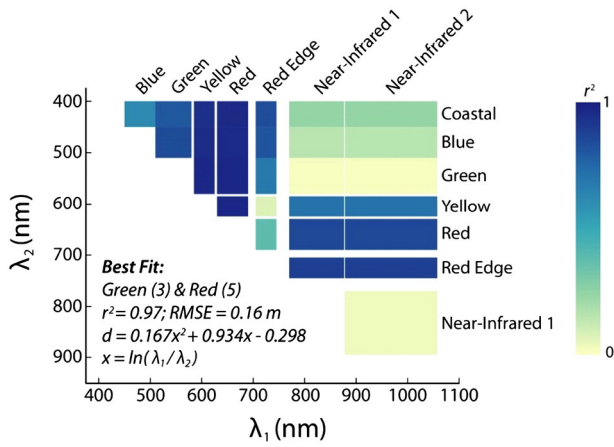 Blue
Green
Yellow
Red
Red Edge
Near-Infrared 1
Near-Infrared 2
r²
400
500
600
700
800
900
λ₂ (nm)
Coastal
Blue
Green
Yellow
Red
Red Edge
Near-Infrared 1
1
0
Best Fit:
Green (3) & Red (5)
r² = 0.97; RMSE = 0.16 m
d = 0.167x² + 0.934x - 0.298
x = ln(λ₁/λ₂)
400 500 600 700 800 900 1000 1100
λ₁ (nm)